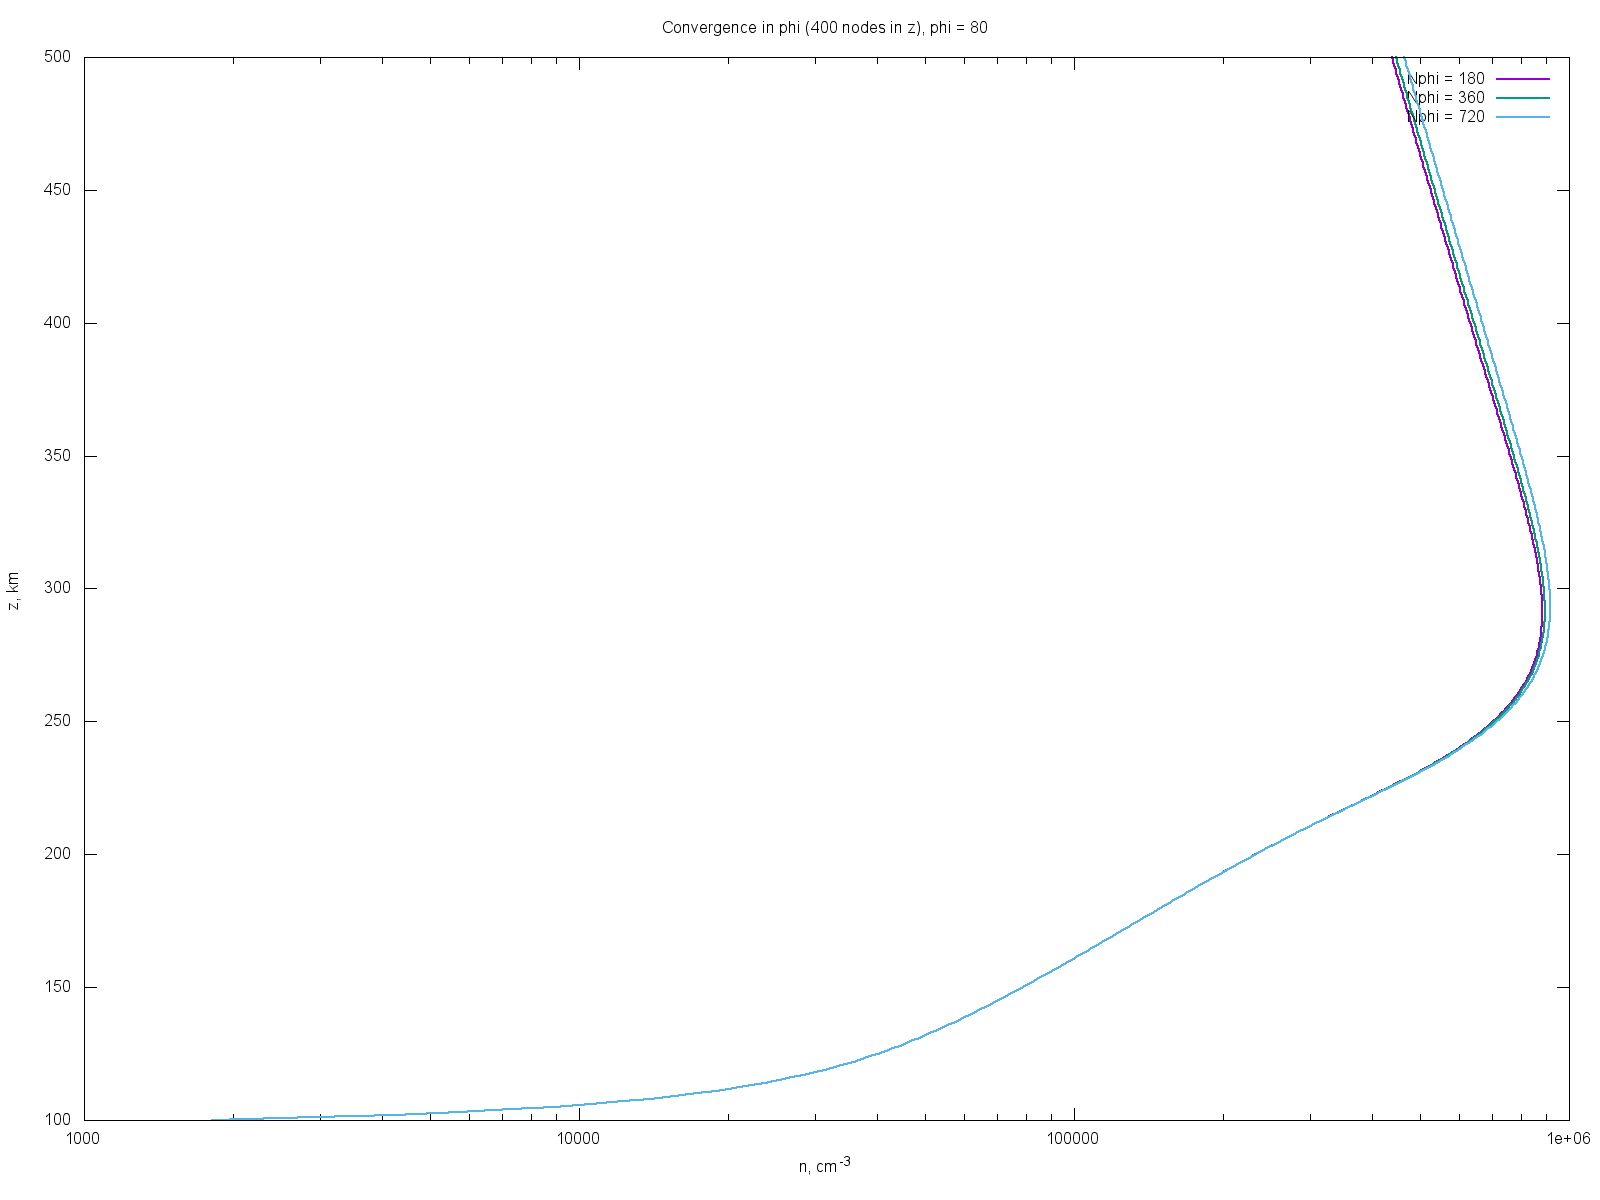 Convergence in phi (400 nodes in z), phi = 80
500
450
400
350
300
250
200
150
100
z, km
Nphi = 180
Nphi = 360
Nphi = 720
1000
10000
100000
1e+06
n, cm-3